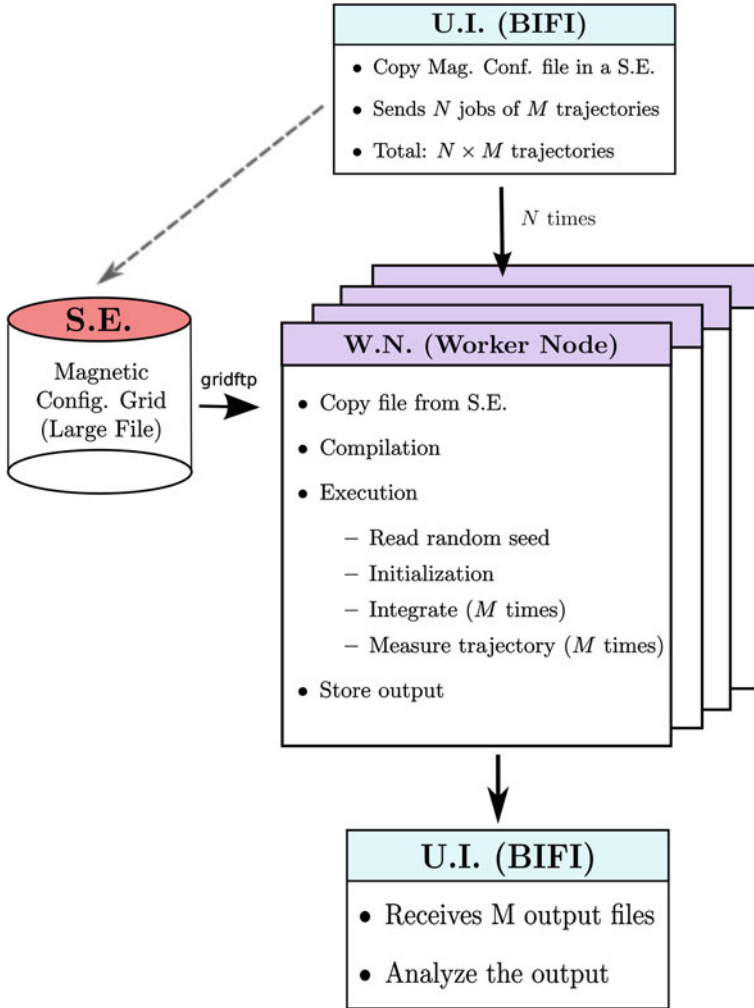 U.I. (BIFI)
• Copy Mag. Conf. file in a S.E.
• Sends N jobs of M trajectories
• Total: N × M trajectories
N times
S.E.
Magnetic
Config. Grid
(Large File)
gridftp
W.N. (Worker Node)
• Copy file from S.E.
• Compilation
• Execution
– Read random seed
– Initialization
– Integrate (M times)
– Measure trajectory (M times)
• Store output
U.I. (BIFI)
• Receives M output files
• Analyze the output